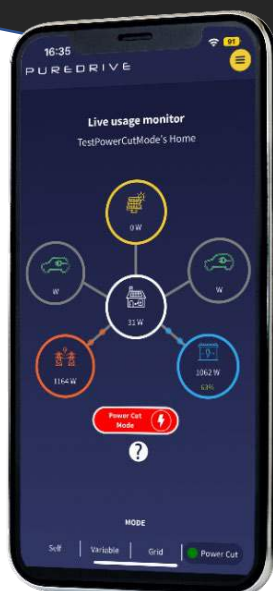 16:35
91
PUREDRIVE
Live usage monitor
TestPowerCutMode's Home
0 W
W
W
31 W
1164 W
1062 W
63%
Power Cut
Mode
?
MODE
Self
Variable
Grid
Power Cut